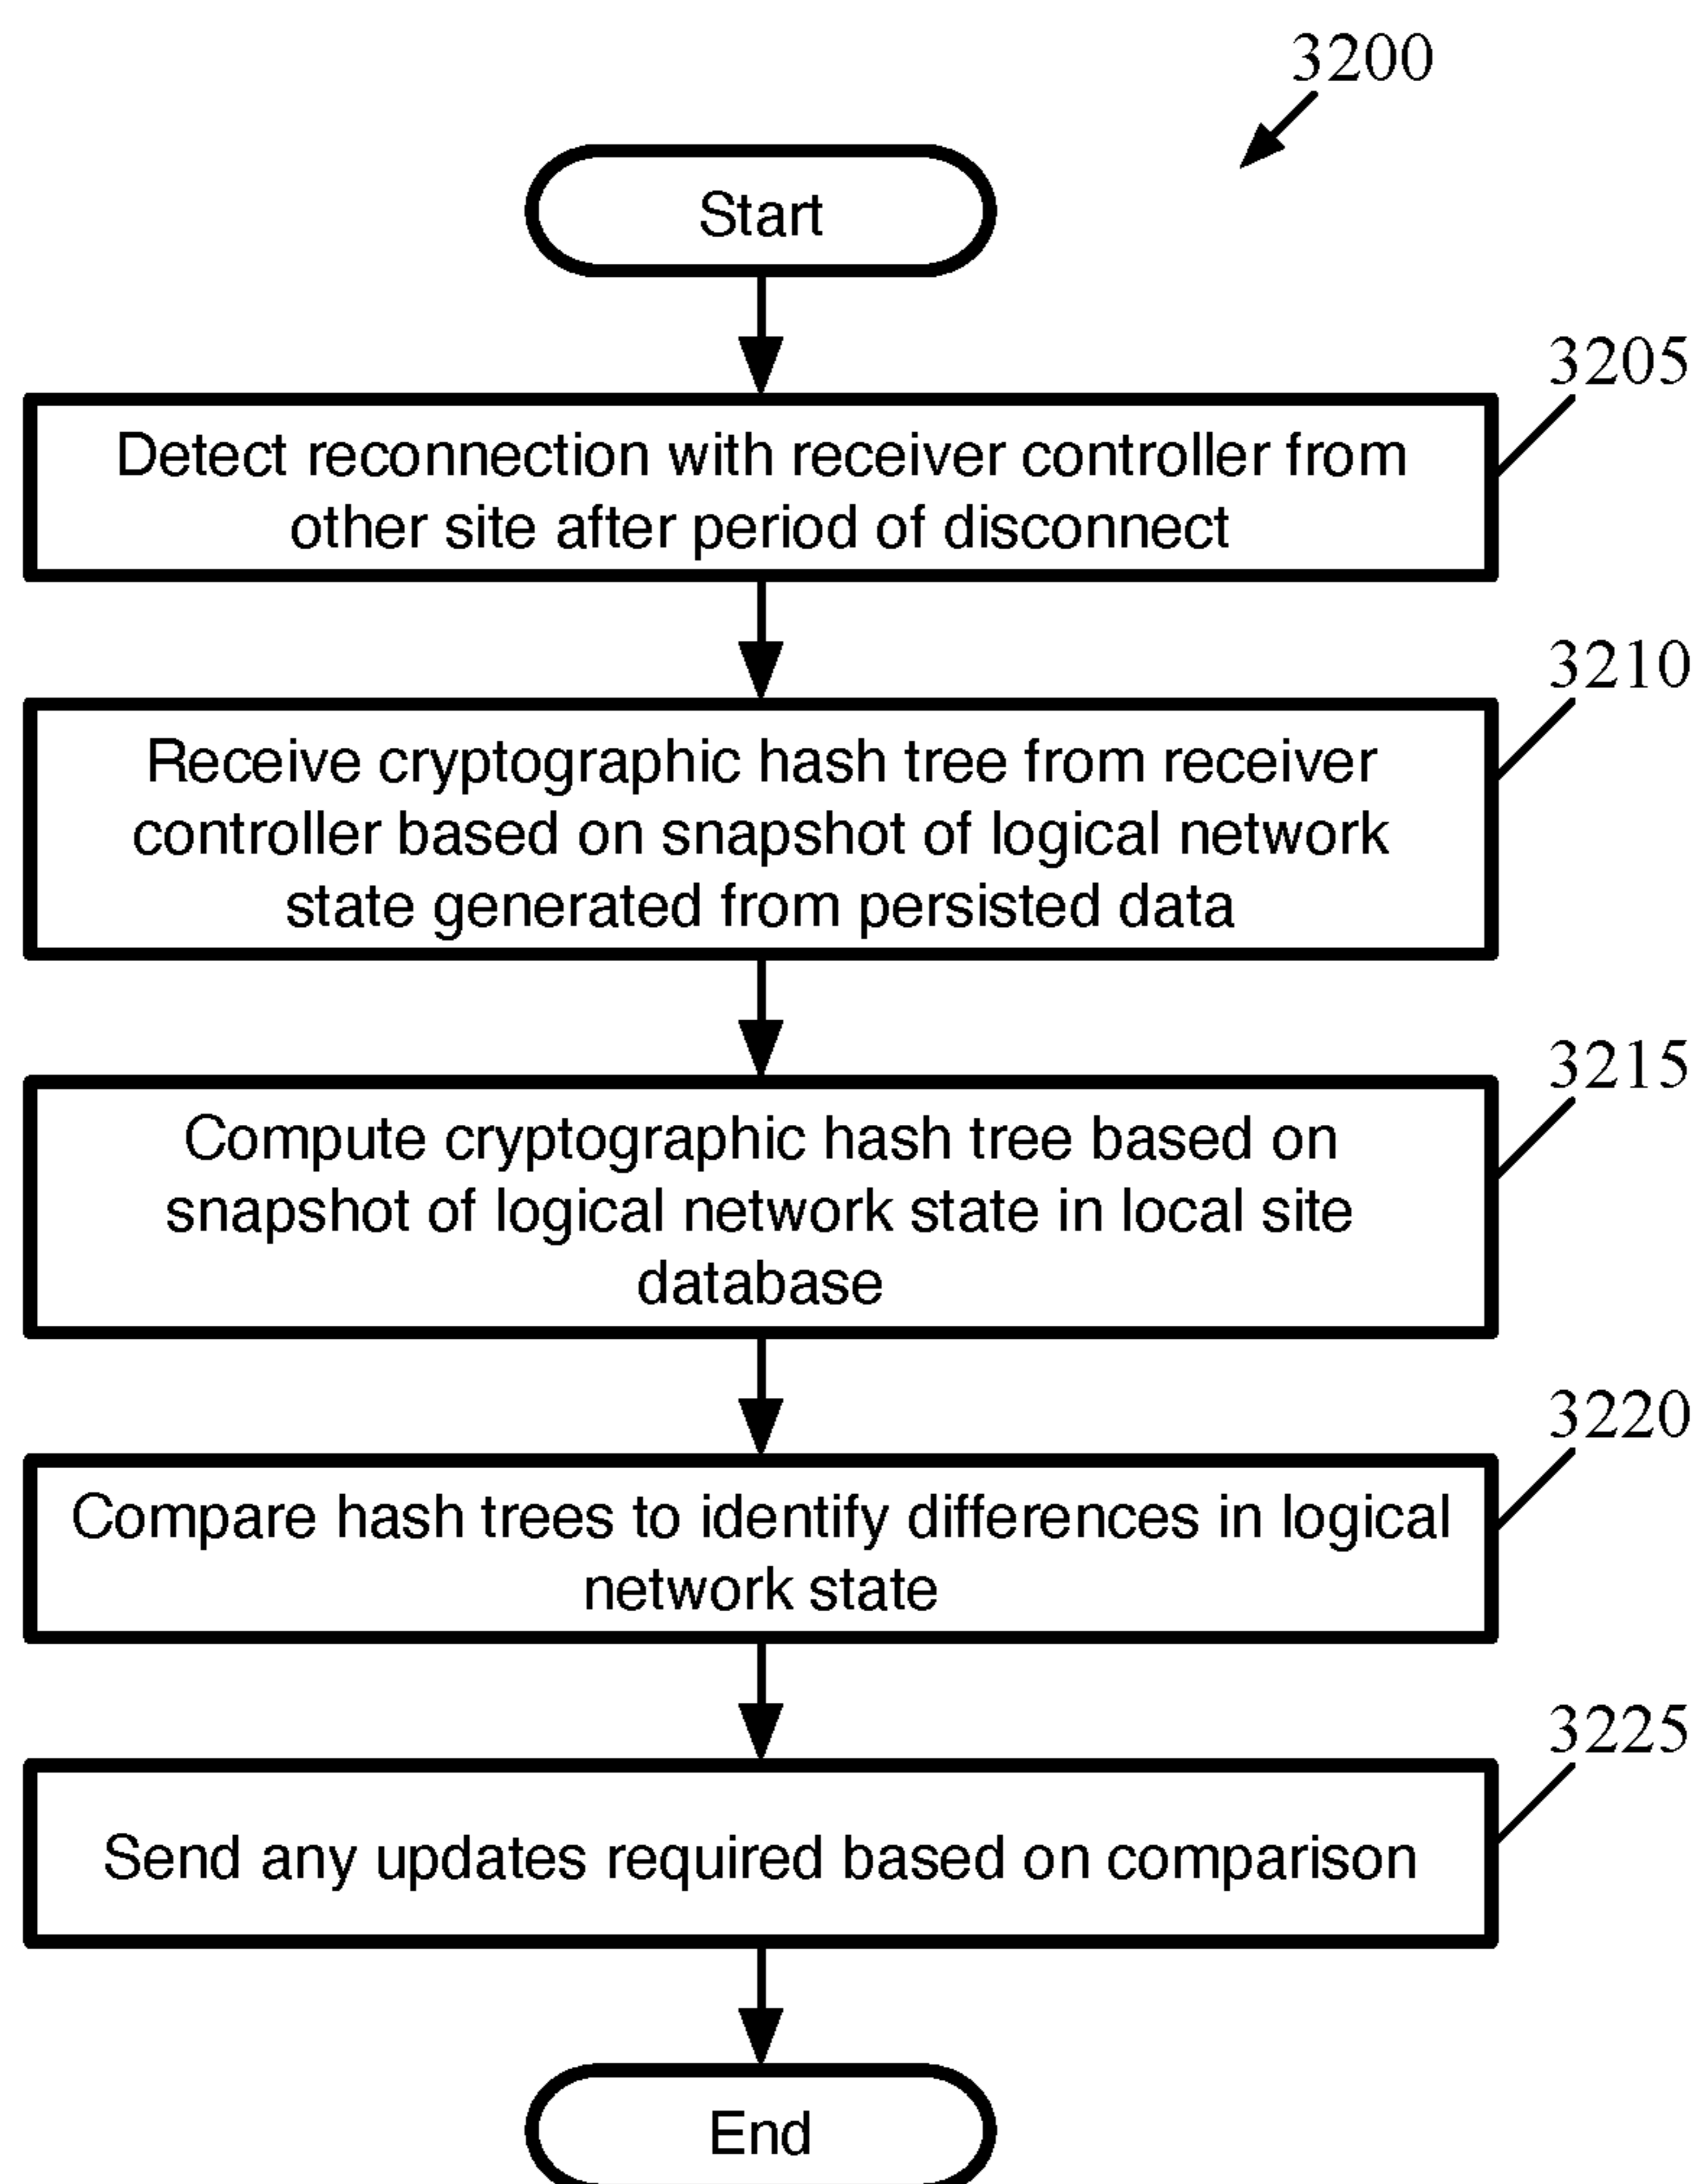 3200
Start
3205
Detect reconnection with receiver controller from
other site after period of disconnect
3210
Receive cryptographic hash tree from receiver
controller based on snapshot of logical network
state generated from persisted data
3215
Compute cryptographic hash tree based on
snapshot of logical network state in local site
database
3220
Compare hash trees to identify differences in logical
network state
3225
Send any updates required based on comparison
End